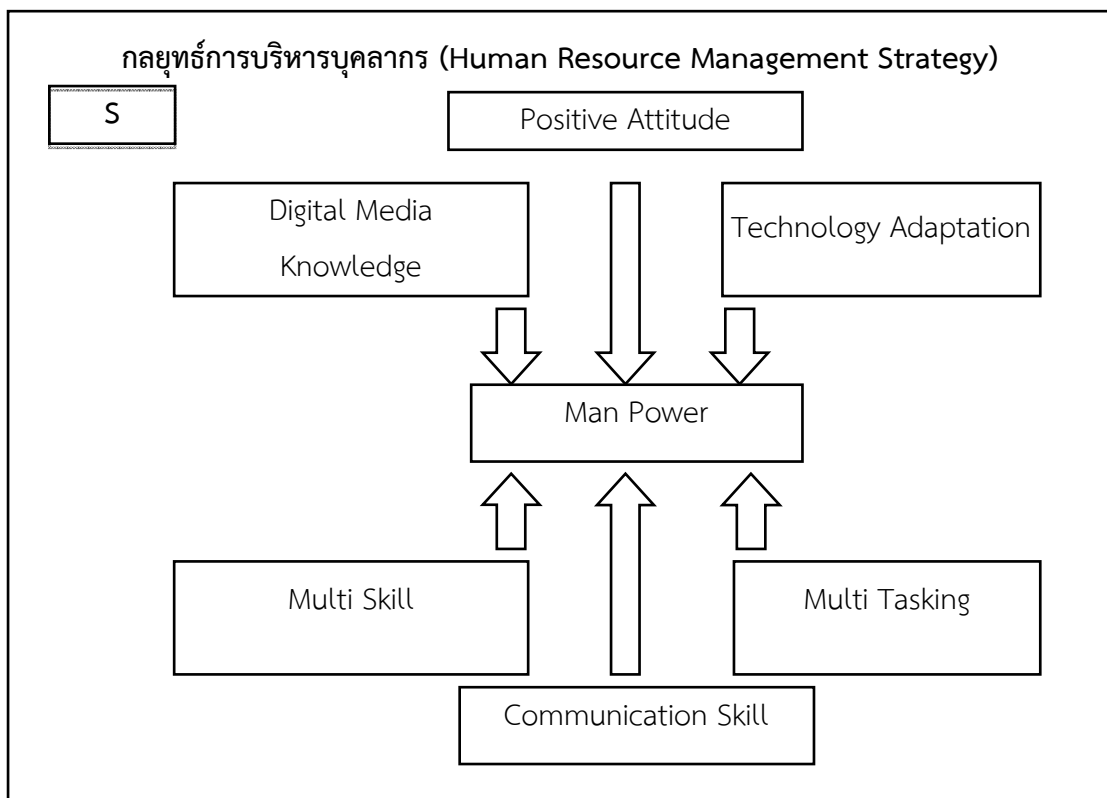 กลยุทธ์การบริหารบุคลากร (Human Resource Management Strategy)
S
Positive Attitude
Digital Media
Knowledge
Technology Adaptation
Man Power
Multi Skill
Multi Tasking
Communication Skill